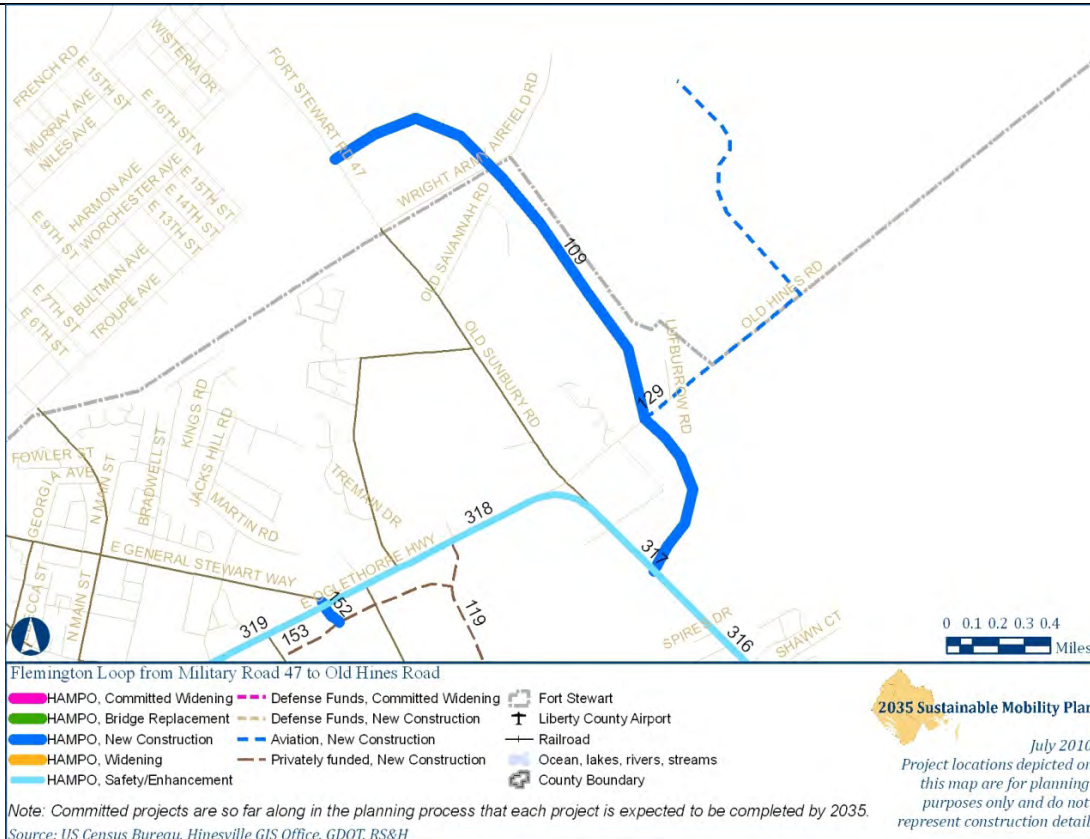 FRENCH RD
E 15TH ST
MURRAY AVE
NILES AVE
WISTERIA DR
E 16TH ST N
FORT STEWART RD 47
WRIGHT ARMY AIRFIELD RD
HARMON AVE
WORCHESTER AVE
E 15TH ST
E 14TH ST
E 13TH ST
E 9TH ST
BULTMAN AVE
TROUPE AVE
E 7TH ST
E 6TH ST
OLD SAVANNAH RD
109
OLD HINES RD
OLD SUNBURY RD
LUFBURROW RD
129
KINGS RD
JACKS HILL RD
BRADWELL ST
FOWLER ST
GEORGIA AVE
N MAIN ST
MARTIN RD
TREMAIN DR
318
E GENERAL STEWART WAY
E OGLETHORPE HWY
317
152
319
153
119
N MAIN ST
SPIRES DR
316
SHAWN CT
0 0.1 0.2 0.3 0.4
Miles
Flemington Loop from Military Road 47 to Old Hines Road
HAMPO, Committed Widening
HAMPO, Bridge Replacement
HAMPO, New Construction
HAMPO, Widening
HAMPO, Safety/Enhancement
Defense Funds, Committed Widening
Defense Funds, New Construction
Aviation, New Construction
Privately funded, New Construction
Fort Stewart
Liberty County Airport
Railroad
Ocean, lakes, rivers, streams
County Boundary
2035 Sustainable Mobility Plan
July 2010
Project locations depicted on
this map are for planning
purposes only and do not
represent construction detail
Note: Committed projects are so far along in the planning process that each project is expected to be completed by 2035.
Source: US Census Bureau, Hinesville GIS Office, GDOT, RS&H